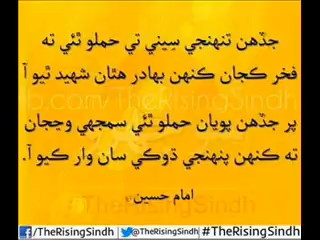 جڏهن تنهنجي سيني تي حملو ٿئي ته
فخر ڪجان ڪنهن بهادر هٿان شهيد ٿيو آ
پر جڏهن پويان حملو ٿئي سمجهي وڃجان
ته ڪنهن پنهنجي ڌوڪي سان وار ڪيو آ.
امام حسين
f/TheRisingSindh @TheRisingSindh #TheRisingSindh